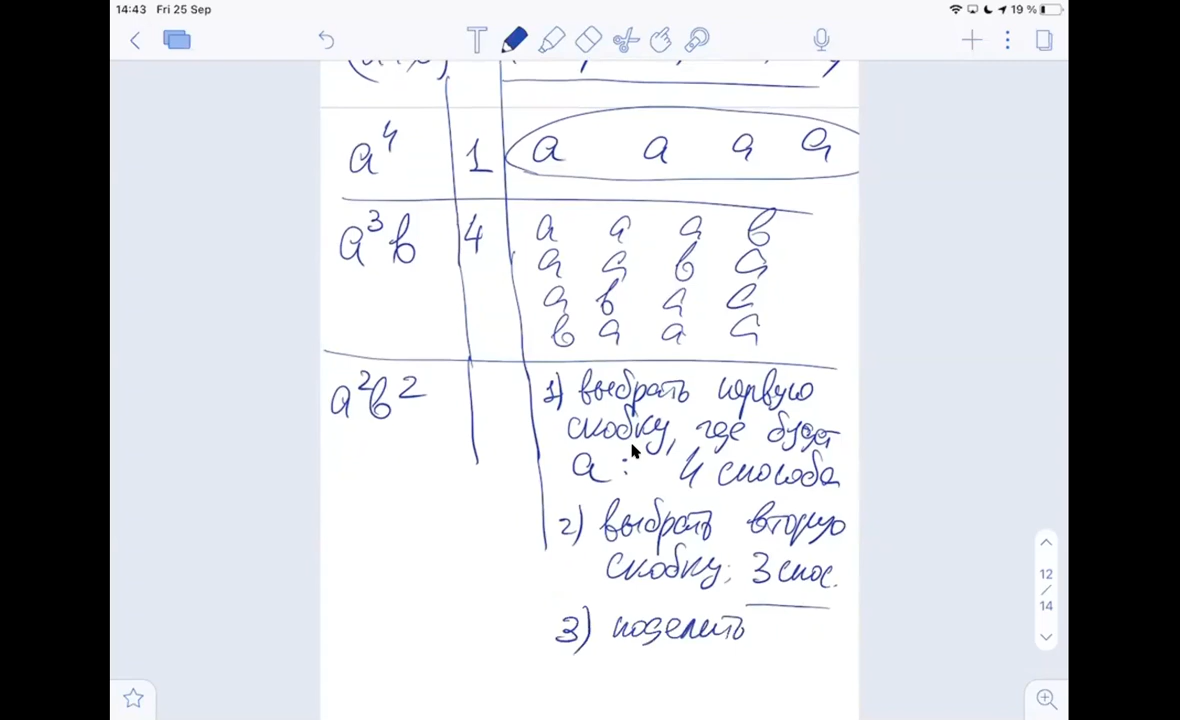 14:43 Fri 25 Sep
19 %
T
a⁴ 1 a a a a
a³b 4 a a a b
a a b a
a b a a
b a a a
a²b² 1) выбрать первую
скобку, где будет
a: 4 способа
2) выбрать вторую
скобку: 3 спос.
3) поделить
12
/
14